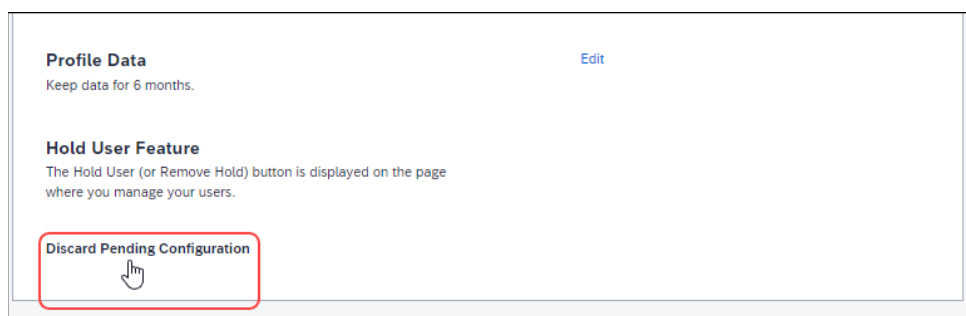 Profile Data
Edit
Keep data for 6 months.
Hold User Feature
The Hold User (or Remove Hold) button is displayed on the page
where you manage your users.
Discard Pending Configuration